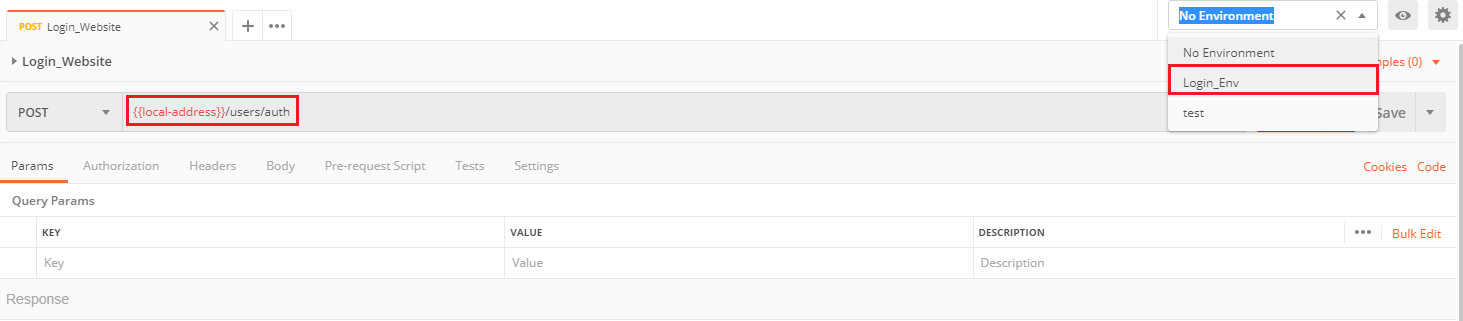 POST Login_Website
No Environment
Login_Website
No Environment
mples (0)
Login_Env
POST {{local-address}}/users/auth
test
Save
Params Authorization Headers Body Pre-request Script Tests Settings Cookies Code
Query Params
KEY VALUE DESCRIPTION Bulk Edit
Key Value Description
Response